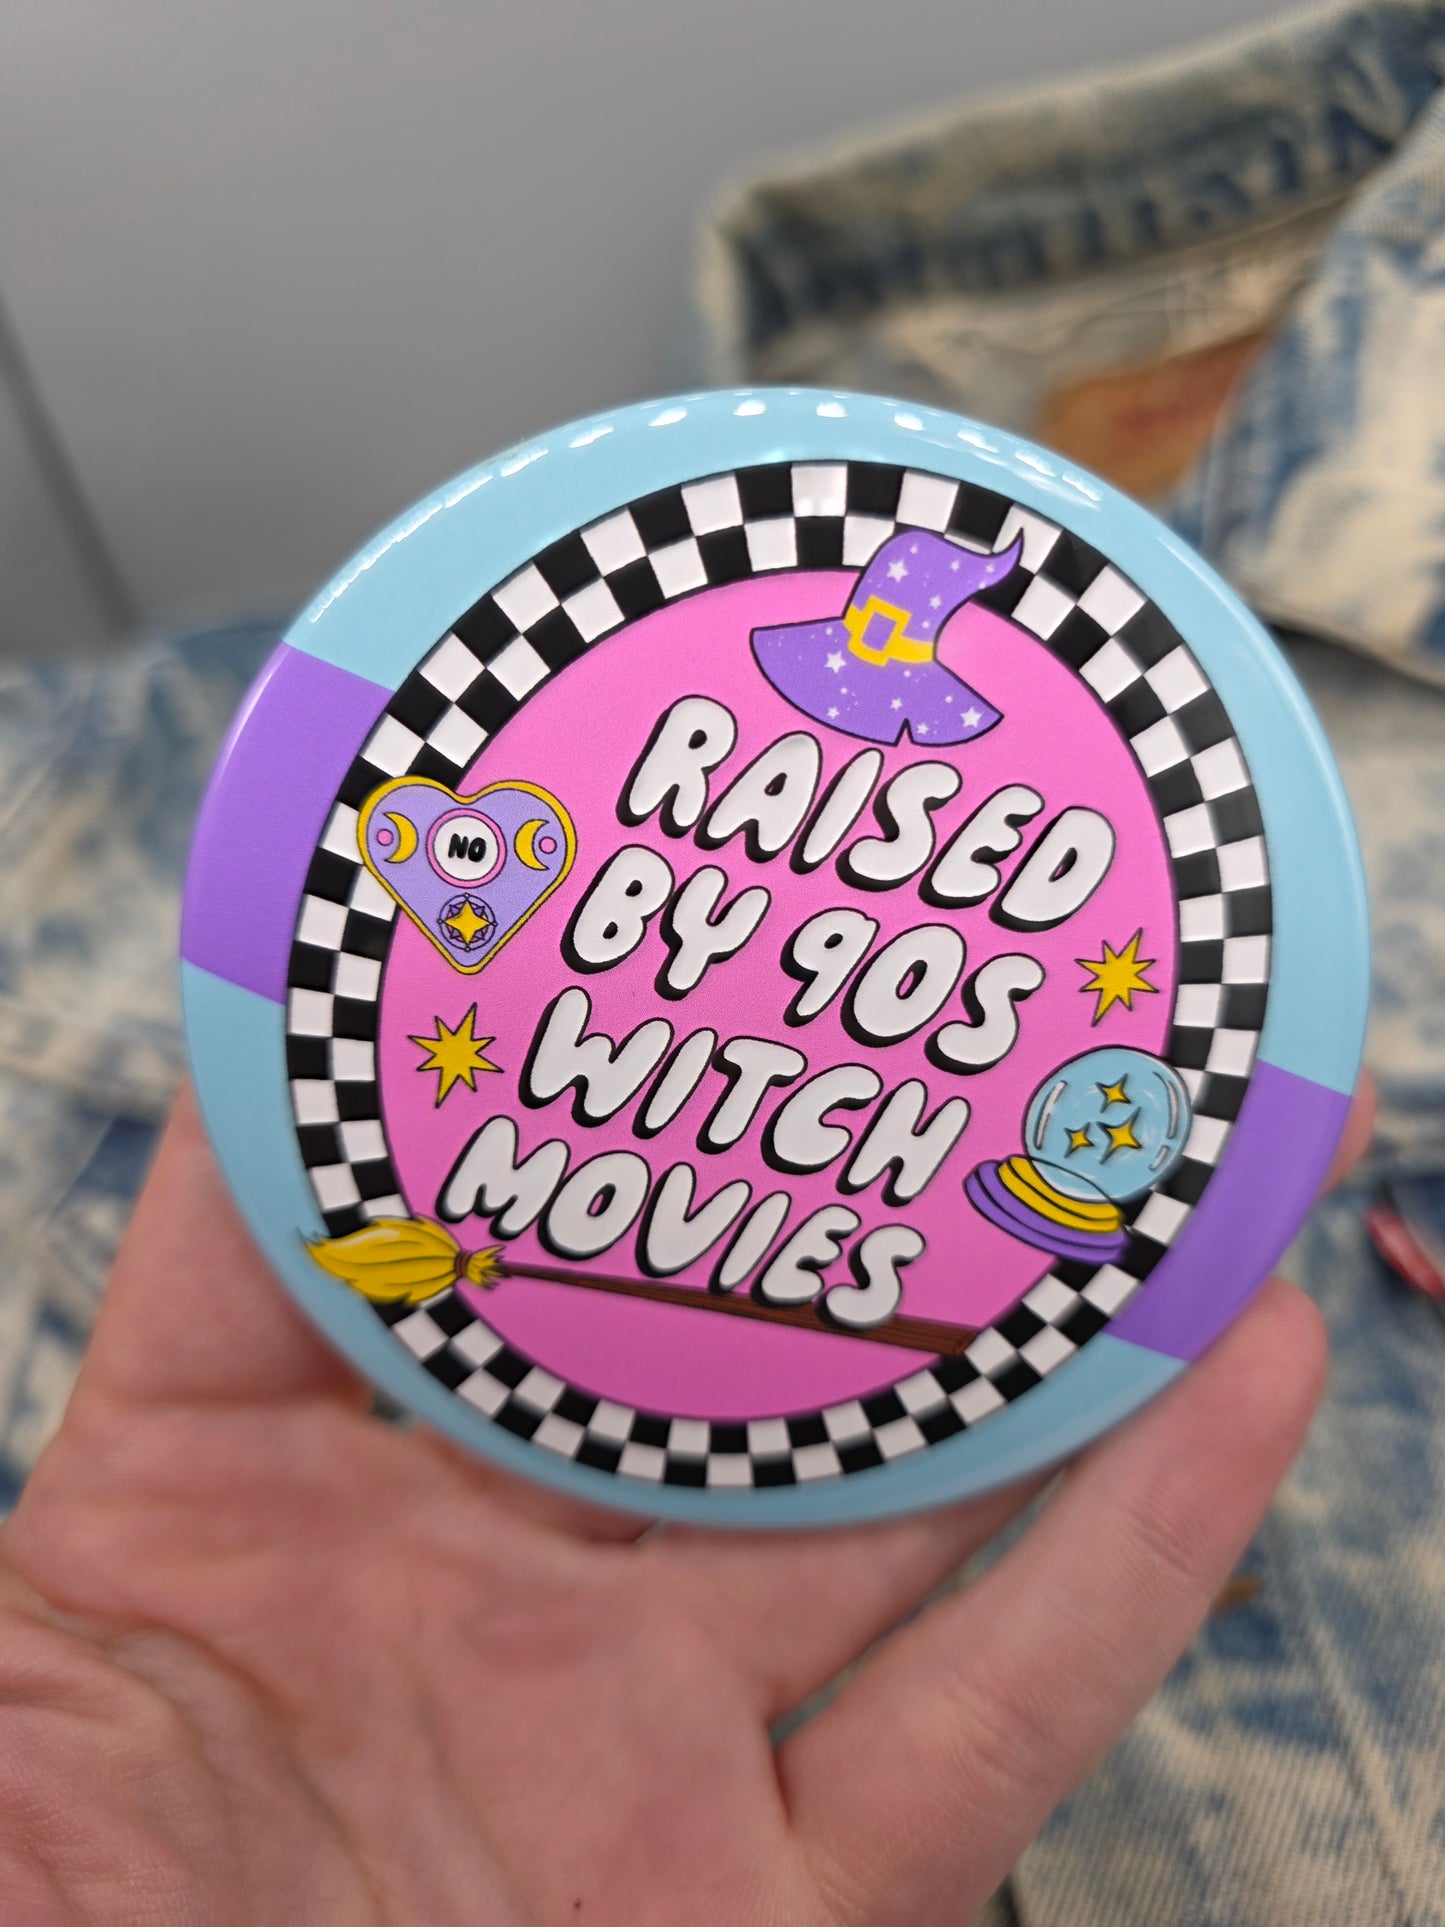 RAISED
BY 90S
WITCH
MOVIES
NO